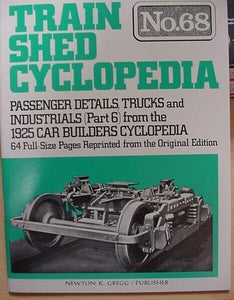 TRAIN
SHED
CYCLOPEDIA
No.68
PASSENGER DETAILS, TRUCKS and
INDUSTRIALS (Part 6) from the
1925 CAR BUILDERS CYCLOPEDIA
64 Full-Size Pages Reprinted from the Original Edition
NEWTON K. GREGG / PUBLISHER